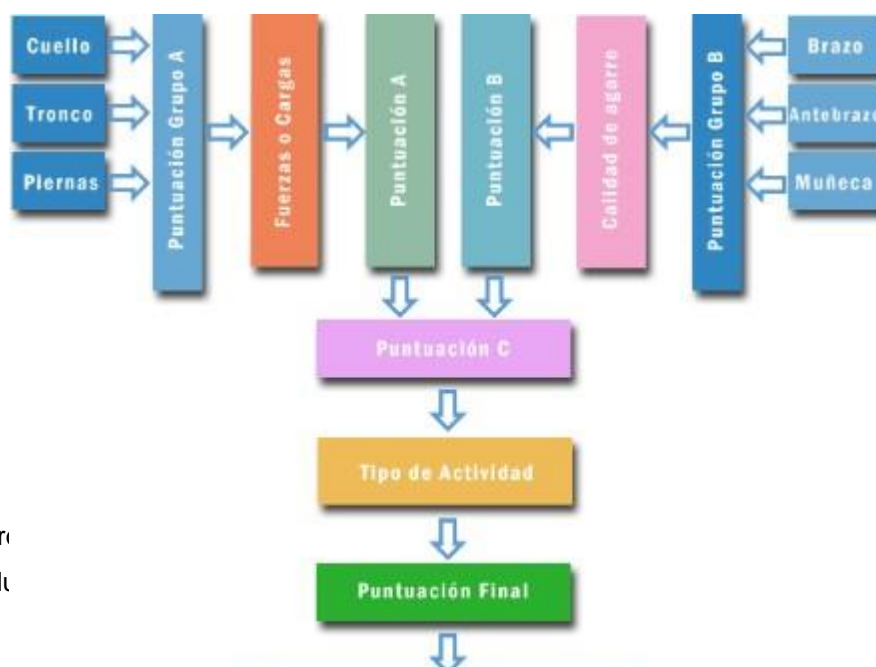 Cuello
Tronco
Piernas
Puntuación Grupo A
Fuerzas o Cargas
Puntuación A
Puntuación B
Calidad de agarre
Puntuación Grupo B
Brazo
Antebrazo
Muñeca
Puntuación C
Tipo de Actividad
Puntuación Final